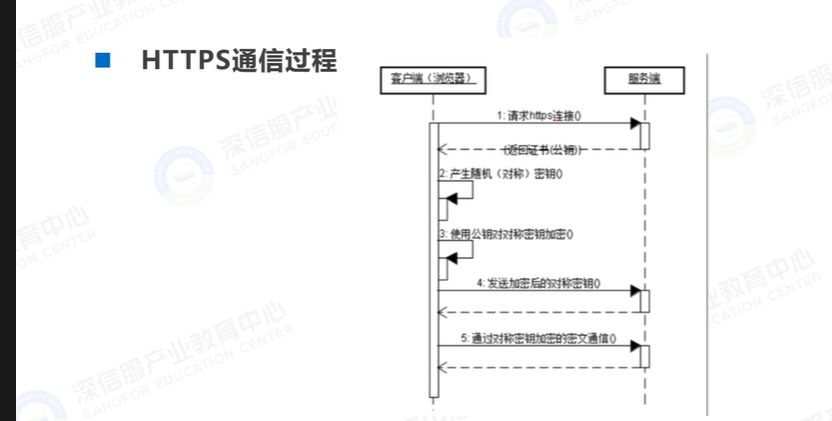 HTTPS通信过程
客户端（浏览器）
服务端
1: 请求https连接()
(返回证书(公钥))
2: 产生随机（对称）密钥()
3: 使用公钥对对称密钥加密()
4: 发送加密后的对称密钥()
5: 通过对称密钥加密的密文通信()
深信服产业教育中心
SANGFOR EDUCATION CENTER